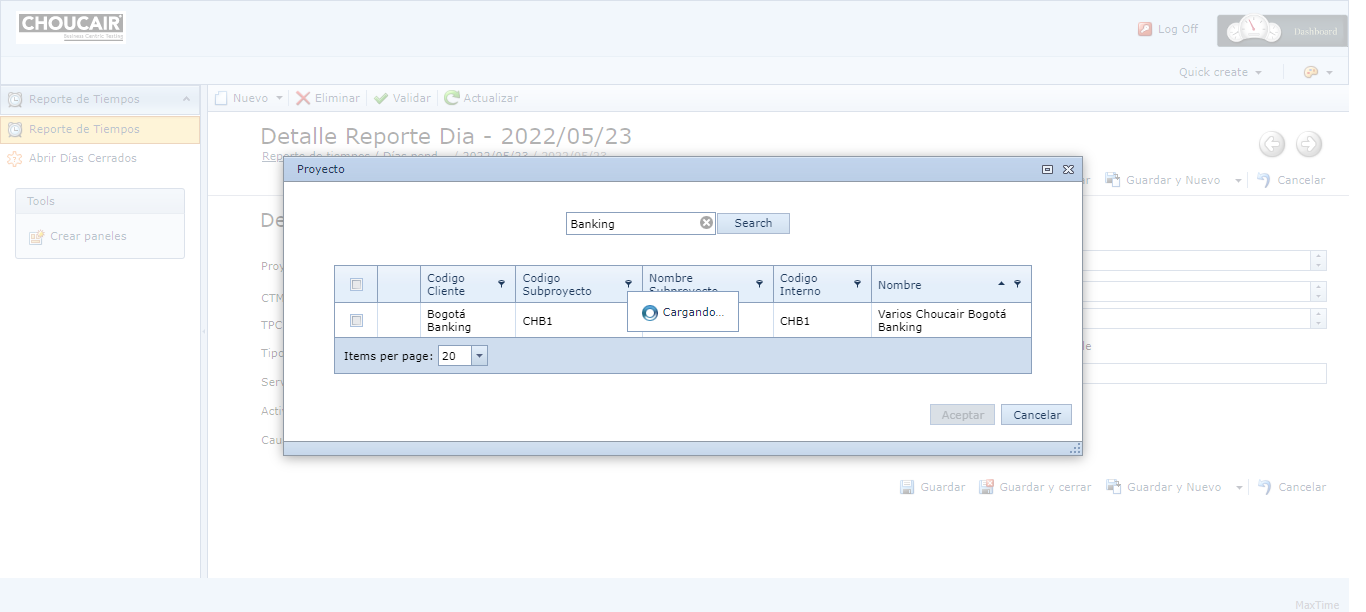 CHOUCAIR
Business Centric Testing
Log Off
Dashboard
Quick create
Reporte de Tiempos
Reporte de Tiempos
Abrir Días Cerrados
Tools
Crear paneles
Nuevo Eliminar Validar Actualizar
Detalle Reporte Dia - 2022/05/23
Reporte de tiempos / Días pend... / 2022/05/23 / 2022/05/23
Guardar y Nuevo Cancelar
Proyecto
Banking Search
Codigo Cliente
Codigo Subproyecto
Nombre Subproyecto
Codigo Interno
Nombre
Cargando...
Bogotá Banking
CHB1
CHB1
Varios Choucair Bogotá Banking
Items per page: 20
Aceptar Cancelar
De
Proy
CTM
TPC
Tipo
Serv
Acti
Cau
Guardar Guardar y cerrar Guardar y Nuevo Cancelar
MaxTime